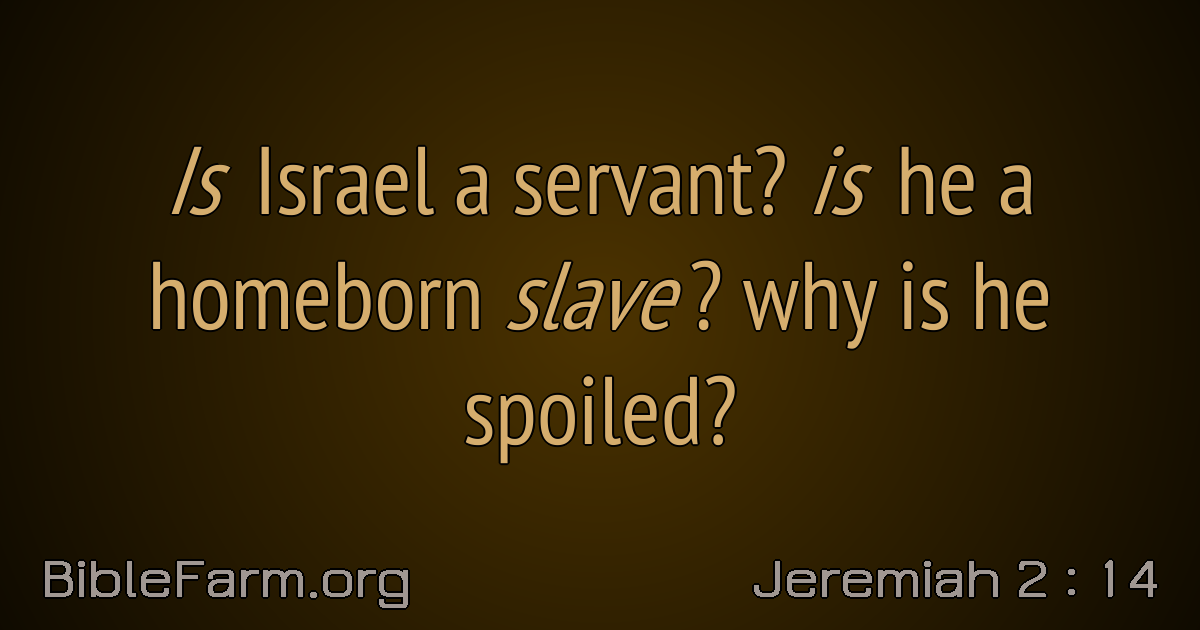 Is Israel a servant? is he a
homeborn slave ? why is he
spoiled?
BibleFarm.org
Jeremiah 2 : 14